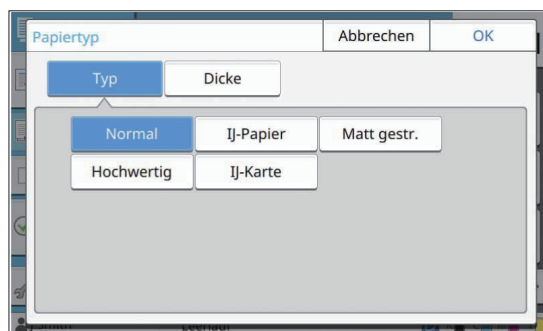 Papiertyp Abbrechen OK
Typ Dicke
Normal IJ-Papier Matt gestr.
Hochwertig IJ-Karte